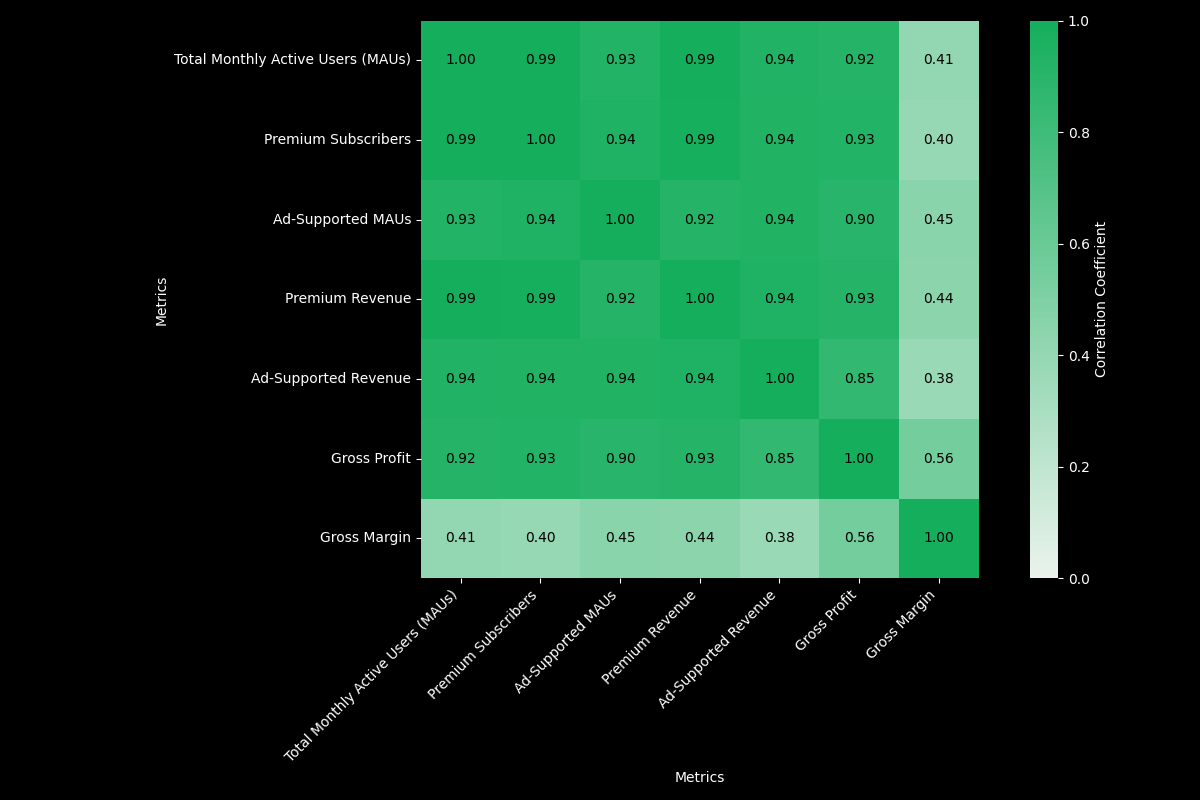 Total Monthly Active Users (MAUs) 1.00 0.99 0.93 0.99 0.94 0.92 0.41
Premium Subscribers 0.99 1.00 0.94 0.99 0.94 0.93 0.40
Ad-Supported MAUs 0.93 0.94 1.00 0.92 0.94 0.90 0.45
Premium Revenue 0.99 0.99 0.92 1.00 0.94 0.93 0.44
Ad-Supported Revenue 0.94 0.94 0.94 0.94 1.00 0.85 0.38
Gross Profit 0.92 0.93 0.90 0.93 0.85 1.00 0.56
Gross Margin 0.41 0.40 0.45 0.44 0.38 0.56 1.00
Metrics
Total Monthly Active Users (MAUs)
Premium Subscribers
Ad-Supported MAUs
Premium Revenue
Ad-Supported Revenue
Gross Profit
Gross Margin
Metrics
1.0
0.8
0.6
0.4
0.2
0.0
Correlation Coefficient